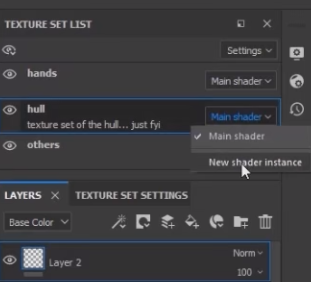 TEXTURE SET LIST
Settings
hands
Main shader
hull
Main shader
texture set of the hull... just fyi
Main shader
others
New shader instance
LAYERS
TEXTURE SET SETTINGS
Base Color
Norm
Layer 2
100